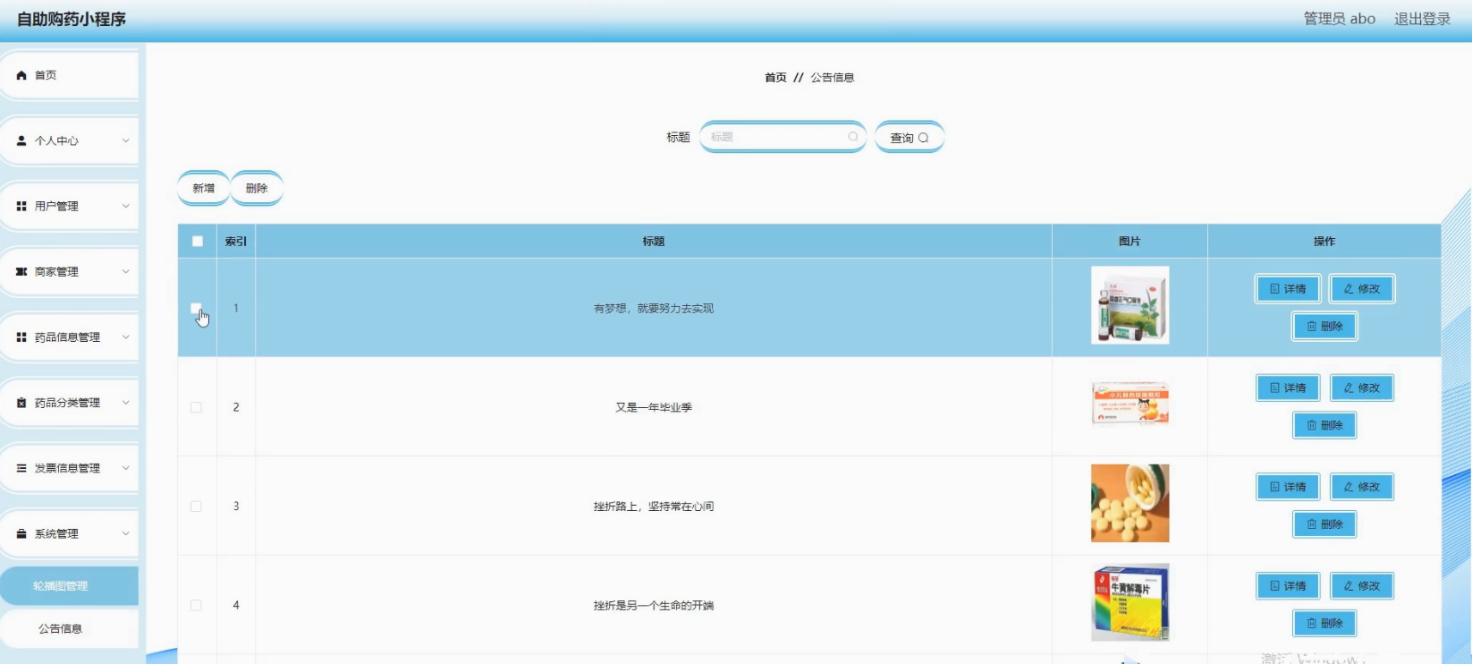 自助购药小程序
管理员 abo 退出登录
首页
个人中心
用户管理
商家管理
药品信息管理
药品分类管理
发票信息管理
系统管理
轮播图管理
公告信息
首页 // 公告信息
标题 标题 查询
新增 删除
索引 标题 图片 操作
1 有梦想，就要努力去实现 详情 修改
删除
2 又是一年毕业季 详情 修改
删除
3 挫折路上，坚持常在心间 详情 修改
删除
4 挫折是另一个生命的开端 牛黄解毒片 详情 修改
删除